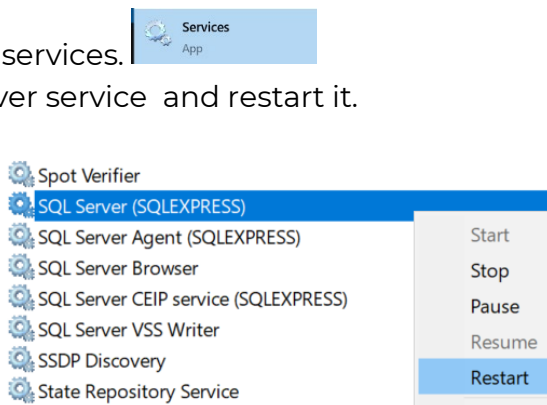 services.
Services
App
ver service and restart it.
Spot Verifier
SQL Server (SQLEXPRESS)
SQL Server Agent (SQLEXPRESS)
SQL Server Browser
SQL Server CEIP service (SQLEXPRESS)
SQL Server VSS Writer
SSDP Discovery
State Repository Service
Start
Stop
Pause
Resume
Restart